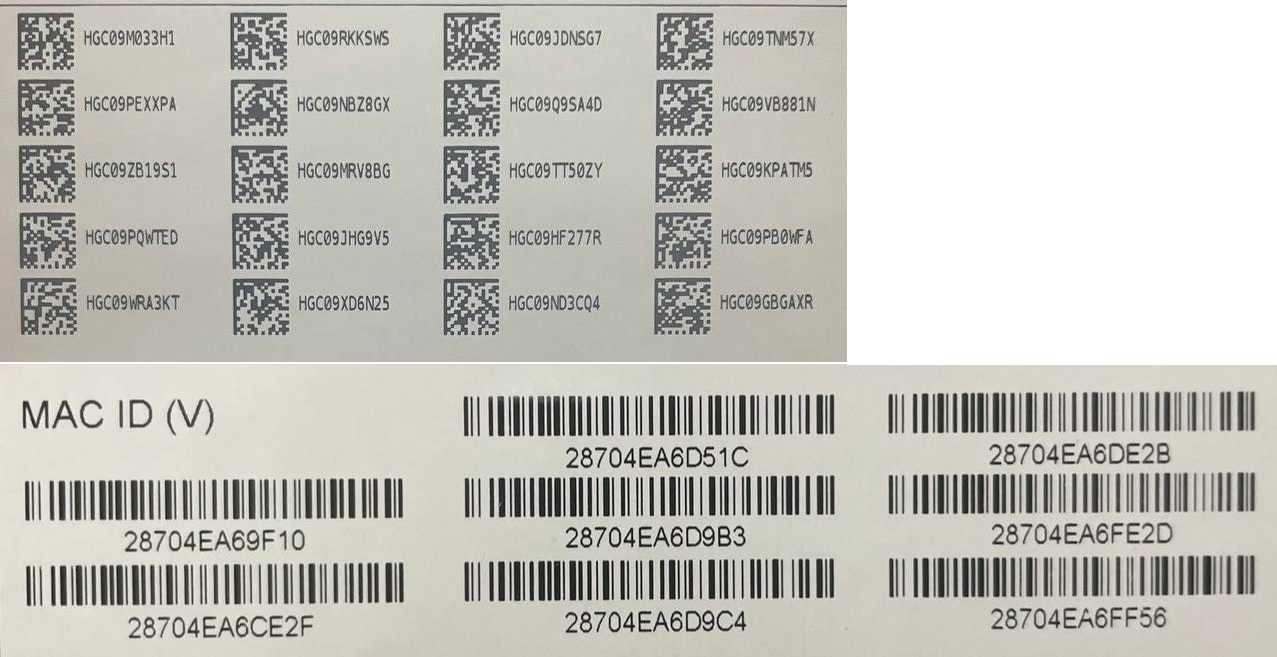 HGC09M033H1 HGC09RKKSWS HGC09JDNSG7 HGC09TNM57X
HGC09PEXXPA HGC09NBZ8GX HGC09Q9SA4D HGC09VB881N
HGC09ZB19S1 HGC09MRV8BG HGC09TT50ZY HGC09KPATM5
HGC09PQWTED HGC09JHG9V5 HGC09HF277R HGC09PB0WFA
HGC09WRA3KT HGC09XD6N25 HGC09ND3CQ4 HGC09GBGAXR
MAC ID (V)
28704EA6D51C 28704EA6DE2B
28704EA69F10 28704EA6D9B3 28704EA6FE2D
28704EA6CE2F 28704EA6D9C4 28704EA6FF56